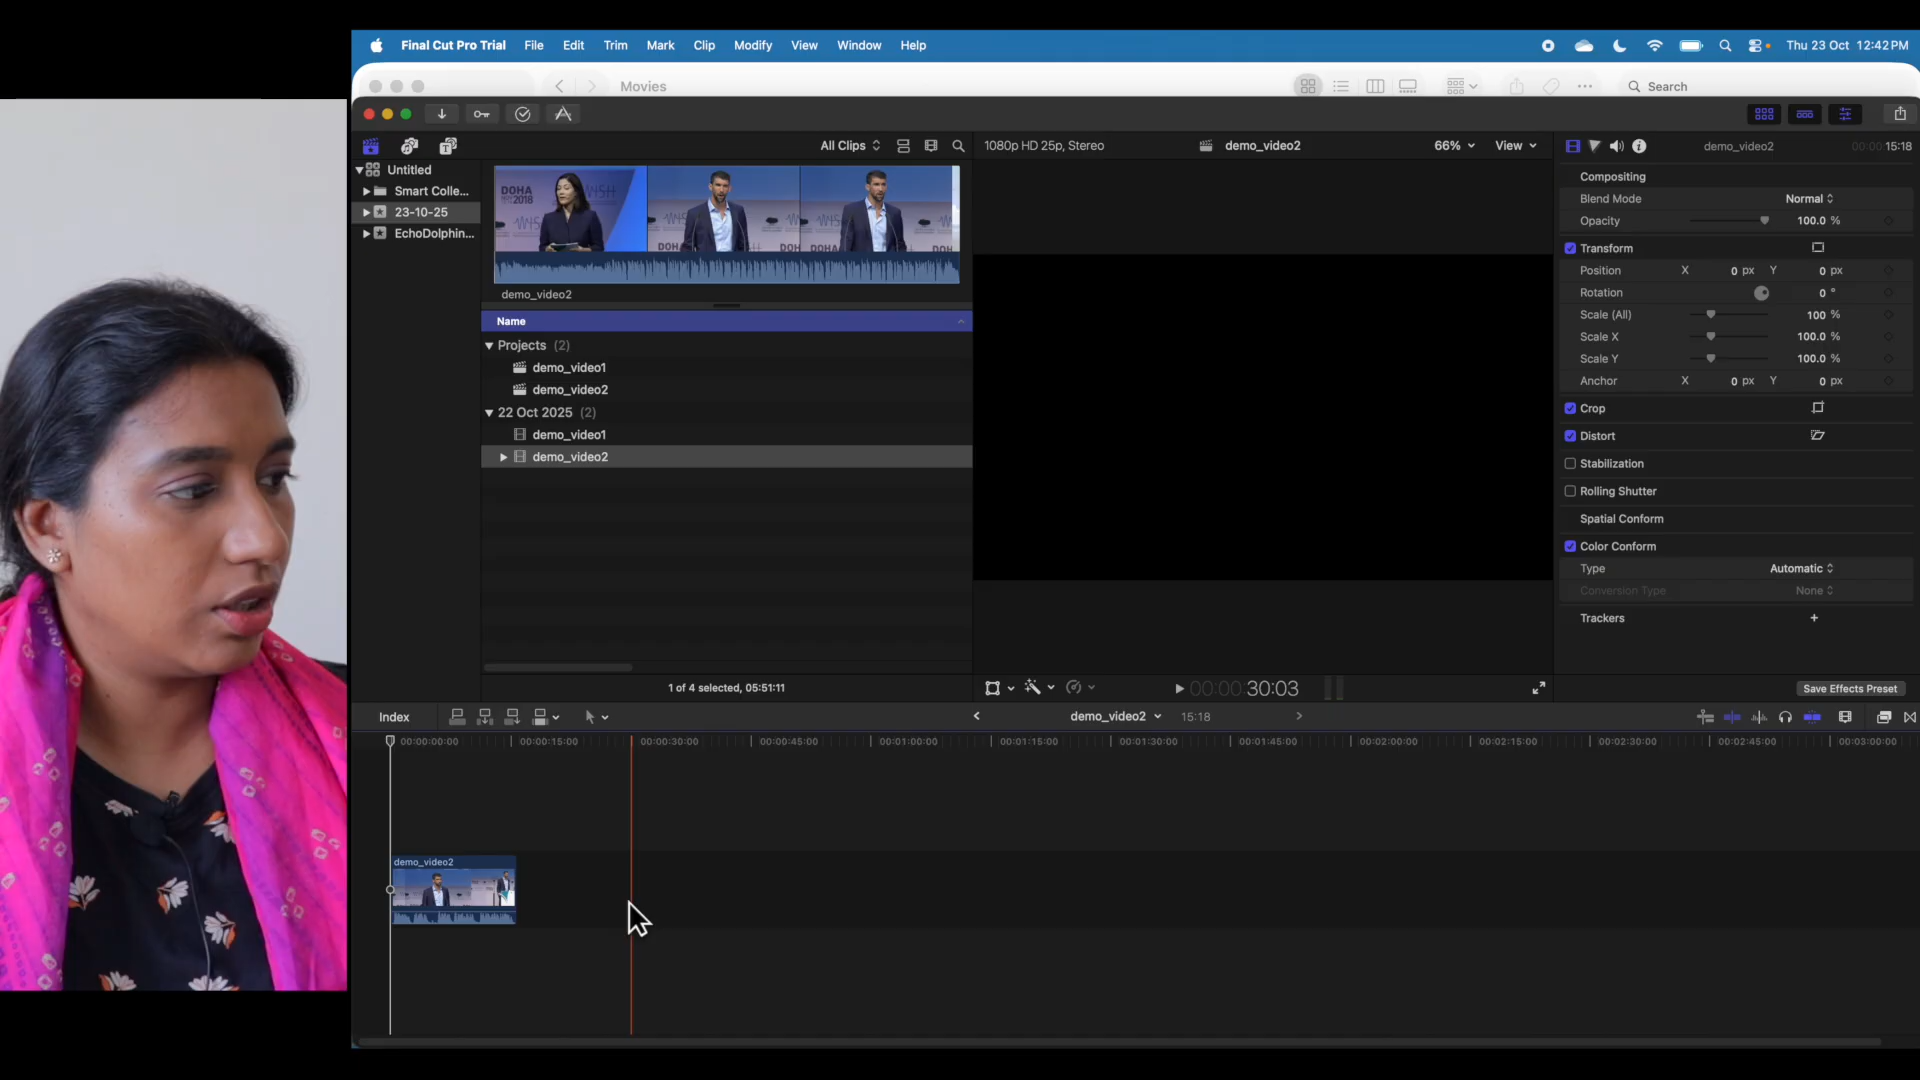 Final Cut Pro Trial File Edit Trim Mark Clip Modify View Window Help Thu 23 Oct 12:42 PM
Movies Search
All Clips 1080p HD 25p, Stereo demo_video2 66% View demo_video2 00:00:15:18
Untitled
Smart Colle...
23-10-25
EchoDolphin...
DOHA
2018
WISH
DOH
demo_video2
Name
Projects (2)
demo_video1
demo_video2
22 Oct 2025 (2)
demo_video1
demo_video2
1 of 4 selected, 05:51:11
00:00:30:03
Compositing
Blend Mode Normal
Opacity 100.0 %
Transform
Position X 0 px Y 0 px
Rotation 0 °
Scale (All) 100 %
Scale X 100.0 %
Scale Y 100.0 %
Anchor X 0 px Y 0 px
Crop
Distort
Stabilization
Rolling Shutter
Spatial Conform
Color Conform
Type Automatic
Conversion Type None
Trackers +
Save Effects Preset
Index demo_video2 15:18
00:00:00:00 00:00:15:00 00:00:30:00 00:00:45:00 00:01:00:00 00:01:15:00 00:01:30:00 00:01:45:00 00:02:00:00 00:02:15:00 00:02:30:00 00:02:45:00 00:03:00:00
demo_video2